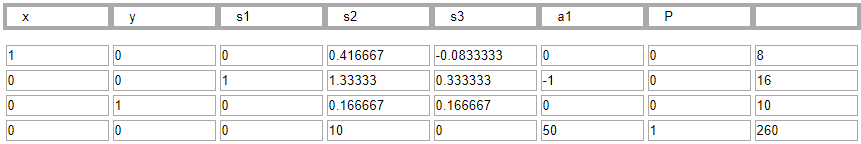 x y s1 s2 s3 a1 P
1 0 0 0.416667 -0.0833333 0 0 8
0 0 1 1.33333 0.333333 -1 0 16
0 1 0 0.166667 0.166667 0 0 10
0 0 0 10 0 50 1 260